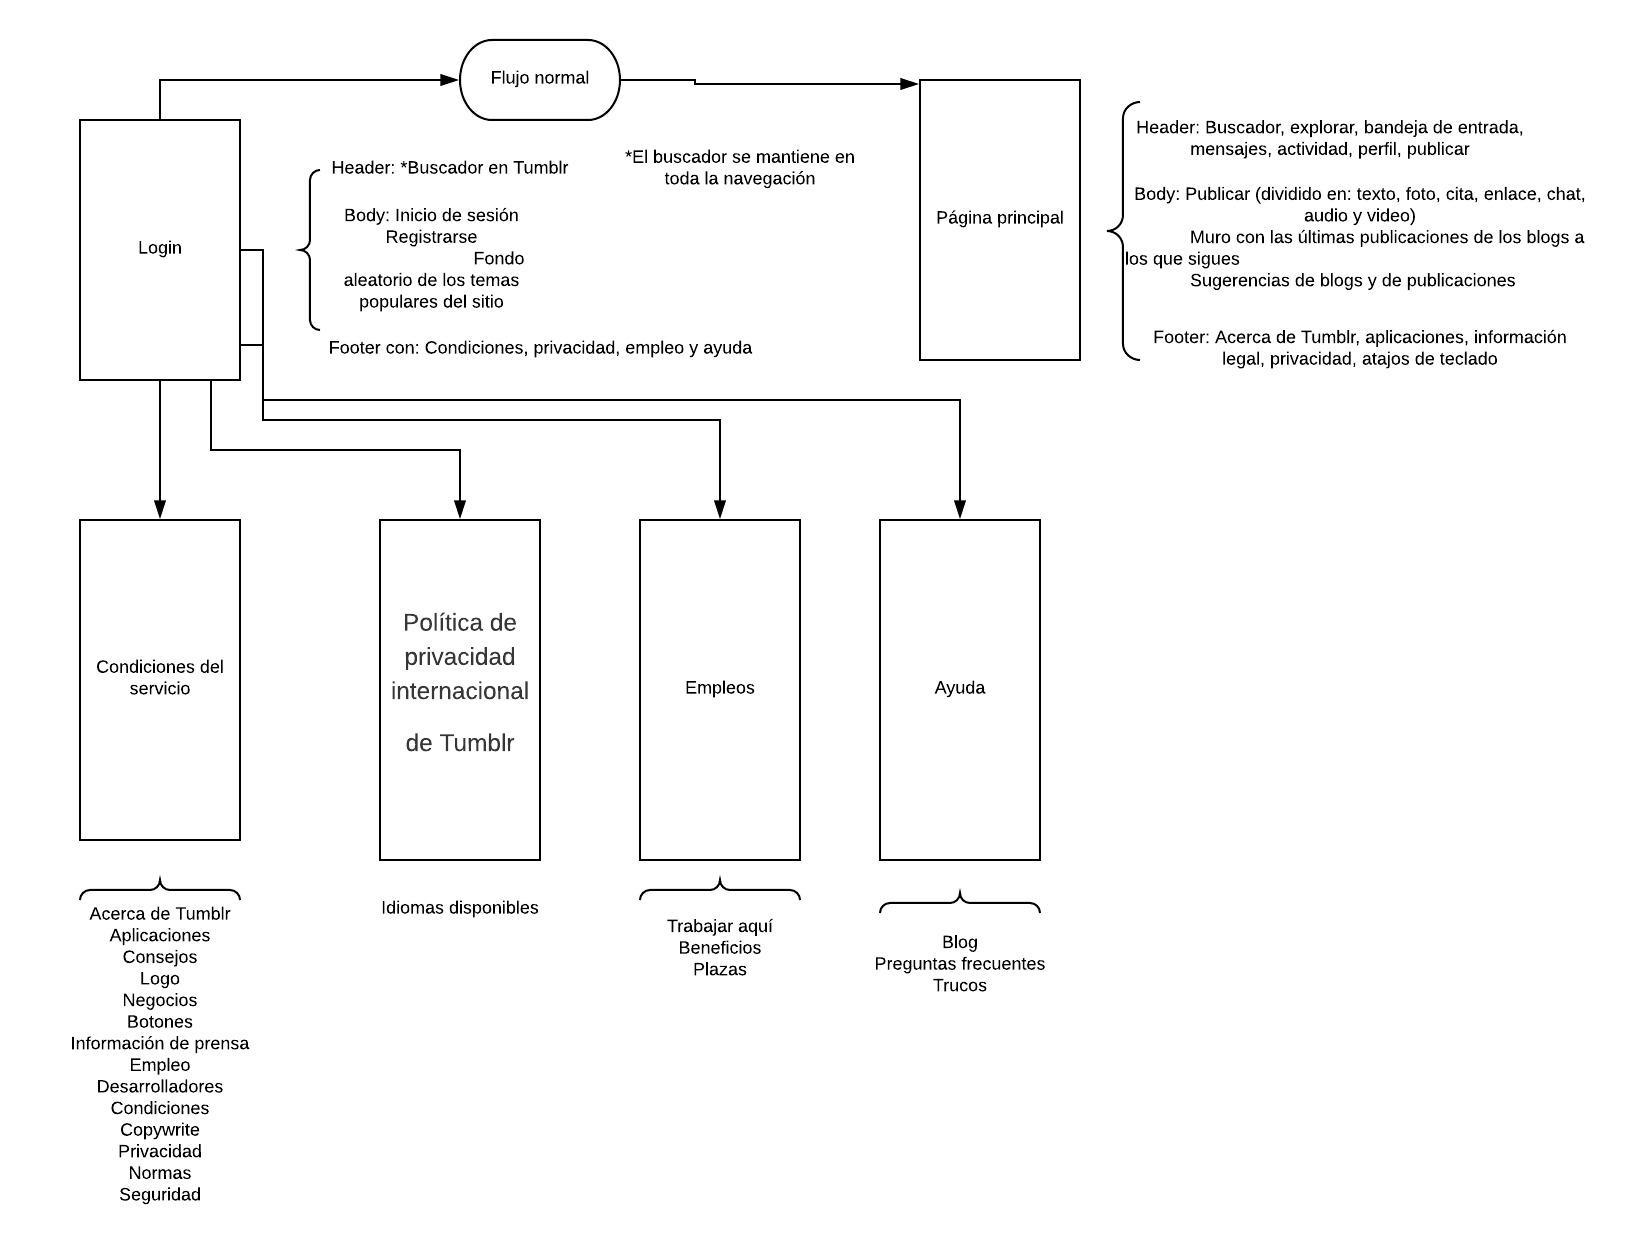 Flujo normal
Login
Header: *Buscador en Tumblr
Body: Inicio de sesión
Registrarse
Fondo
aleatorio de los temas
populares del sitio
Footer con: Condiciones, privacidad, empleo y ayuda
*El buscador se mantiene en
toda la navegación
Página principal
Header: Buscador, explorar, bandeja de entrada,
mensajes, actividad, perfil, publicar
Body: Publicar (dividido en: texto, foto, cita, enlace, chat,
audio y video)
Muro con las últimas publicaciones de los blogs a
los que sigues
Sugerencias de blogs y de publicaciones
Footer: Acerca de Tumblr, aplicaciones, información
legal, privacidad, atajos de teclado
Condiciones del
servicio
Política de
privacidad
internacional
de Tumblr
Empleos
Ayuda
Acerca de Tumblr
Aplicaciones
Consejos
Logo
Negocios
Botones
Información de prensa
Empleo
Desarrolladores
Condiciones
Copywrite
Privacidad
Normas
Seguridad
Idiomas disponibles
Trabajar aquí
Beneficios
Plazas
Blog
Preguntas frecuentes
Trucos